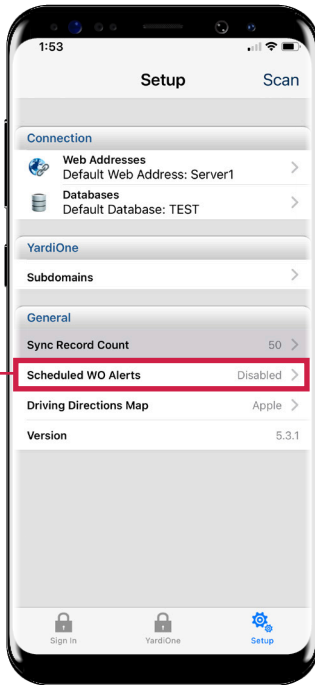 1:53
Setup
Scan
Connection
Web Addresses
Default Web Address: Server1
Databases
Default Database: TEST
YardiOne
Subdomains
General
Sync Record Count 50
Scheduled WO Alerts Disabled
Driving Directions Map Apple
Version 5.3.1
Sign In YardiOne Setup